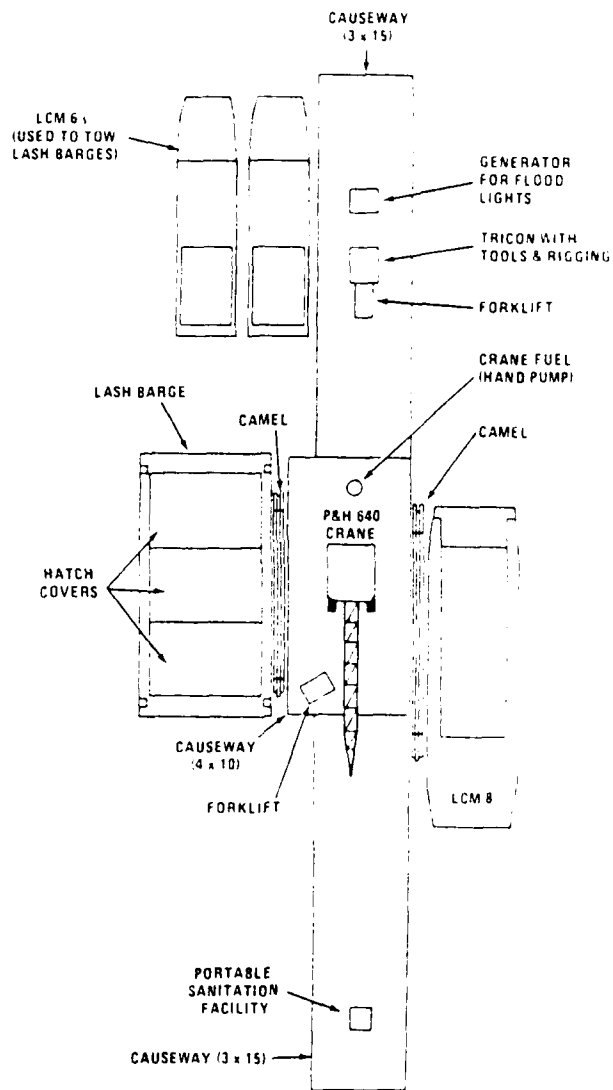 CAUSEWAY
(3 x 15)
LCM 6s
(USED TO TOW
LASH BARGES)
GENERATOR
FOR FLOOD
LIGHTS
TRICON WITH
TOOLS & RIGGING
FORKLIFT
CRANE FUEL
(HAND PUMP)
LASH BARGE
CAMEL
CAMEL
P&H 640
CRANE
HATCH
COVERS
CAUSEWAY
(4 x 10)
FORKLIFT
LCM 8
PORTABLE
SANITATION
FACILITY
CAUSEWAY (3 x 15)